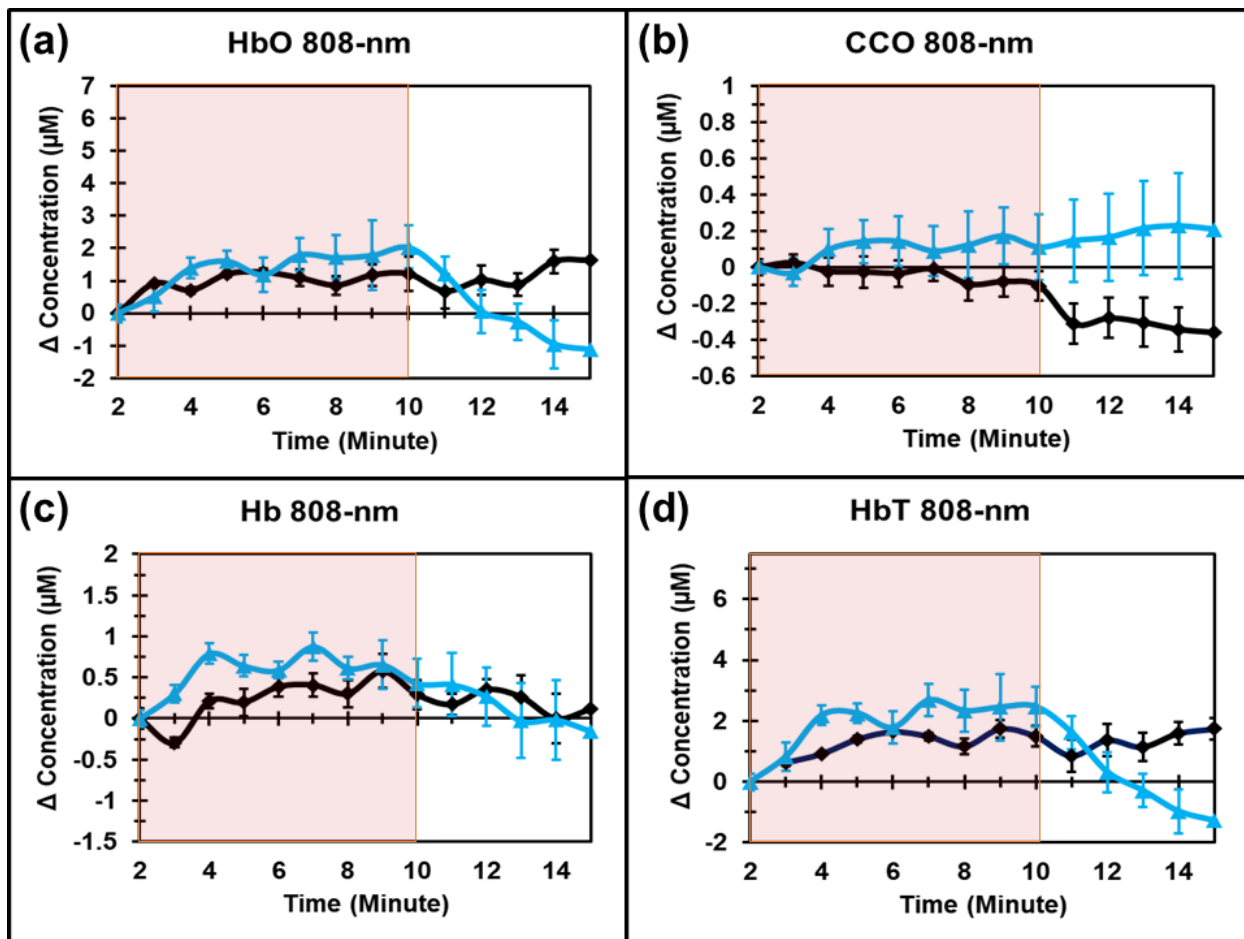 (a)
HbO 808-nm
Δ Concentration (µM)
7
6
5
4
3
2
1
0
-1
-2
2 4 6 8 10 12 14
Time (Minute)
(b)
CCO 808-nm
Δ Concentration (µM)
1
0.8
0.6
0.4
0.2
0
-0.2
-0.4
-0.6
2 4 6 8 10 12 14
Time (Minute)
(c)
Hb 808-nm
Δ Concentration (µM)
2
1.5
1
0.5
0
-0.5
-1
-1.5
2 4 6 8 10 12 14
Time (Minute)
(d)
HbT 808-nm
Δ Concentration (µM)
6
4
2
0
-2
2 4 6 8 10 12 14
Time (Minute)